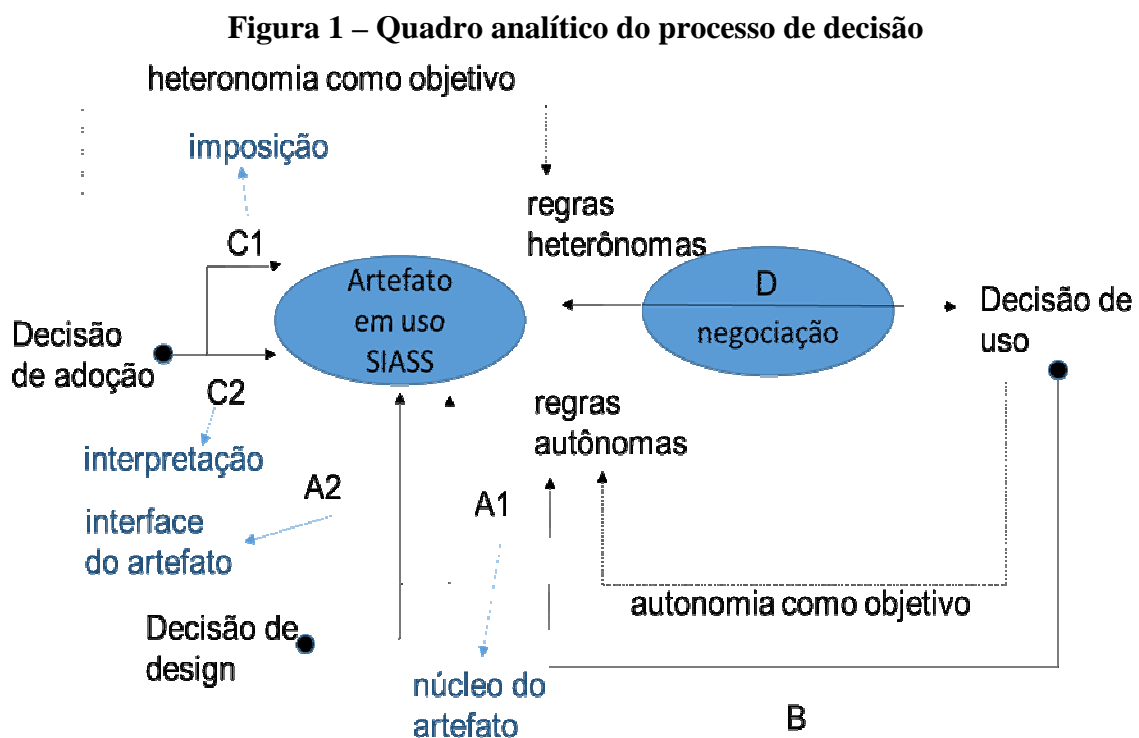 Figura 1 – Quadro analítico do processo de decisão
heteronomia como objetivo
imposição
regras
heterônomas
C1
Artefato
em uso
SIASS
D
negociação
Decisão de
uso
Decisão
de adoção
C2
regras
autônomas
interpretação
A2
A1
interface
do artefato
autonomia como objetivo
Decisão de
design
núcleo do
artefato
B